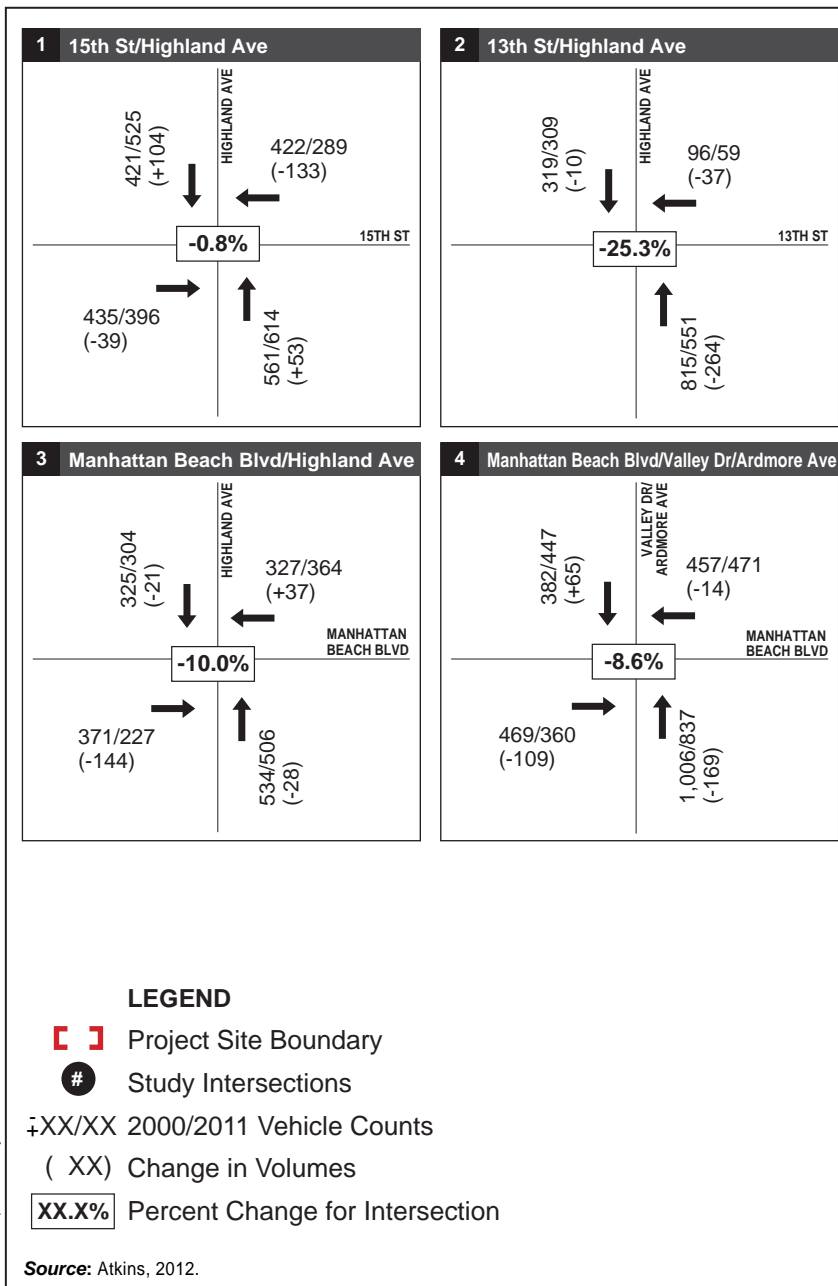 1 15th St/Highland Ave
HIGHLAND AVE
421/525
(+104)
422/289
(-133)
15TH ST
-0.8%
435/396
(-39)
561/614
(+53)
2 13th St/Highland Ave
HIGHLAND AVE
319/309
(-10)
96/59
(-37)
13TH ST
-25.3%
815/551
(-264)
3 Manhattan Beach Blvd/Highland Ave
HIGHLAND AVE
325/304
(-21)
327/364
(+37)
MANHATTAN
BEACH BLVD
-10.0%
371/227
(-144)
534/506
(-28)
4 Manhattan Beach Blvd/Valley Dr/Ardmore Ave
VALLEY DR/
ARDMORE AVE
382/447
(+65)
457/471
(-14)
MANHATTAN
BEACH BLVD
-8.6%
469/360
(-109)
1,006/837
(-169)
LEGEND
Project Site Boundary
# Study Intersections
-+XX/XX 2000/2011 Vehicle Counts
( XX) Change in Volumes
XX.X% Percent Change for Intersection
Source: Atkins, 2012.